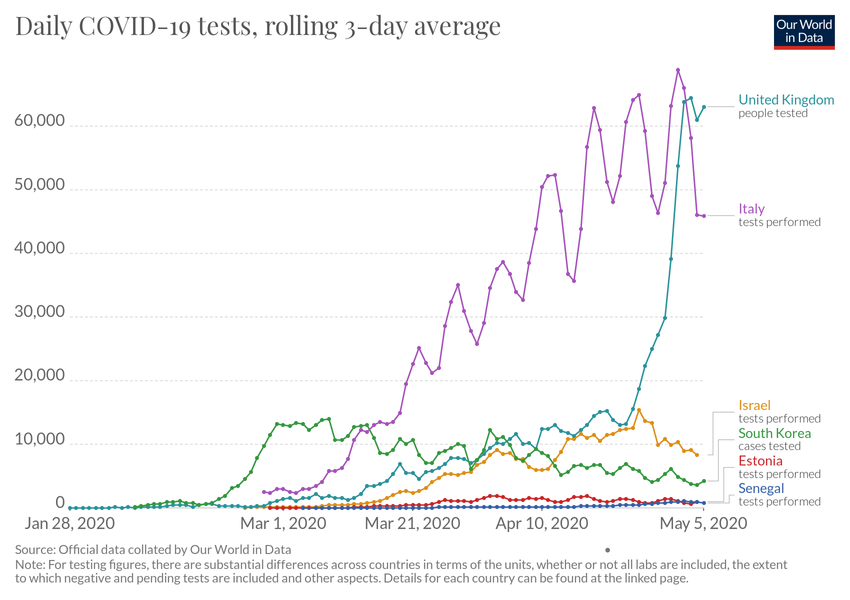 Daily COVID-19 tests, rolling 3-day average
Our World
in Data
60,000
50,000
40,000
30,000
20,000
10,000
0
United Kingdom
people tested
Italy
tests performed
Israel
tests performed
South Korea
cases tested
Estonia
tests performed
Senegal
tests performed
Jan 28, 2020
Mar 1, 2020
Mar 21, 2020
Apr 10, 2020
May 5, 2020
Source: Official data collated by Our World in Data
Note: For testing figures, there are substantial differences across countries in terms of the units, whether or not all labs are included, the extent
to which negative and pending tests are included and other aspects. Details for each country can be found at the linked page.